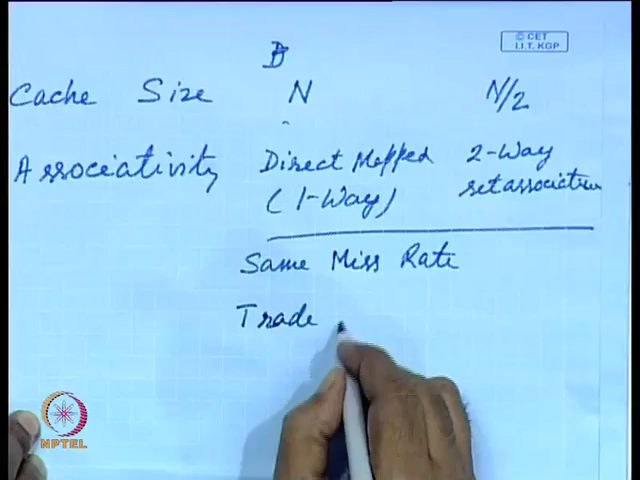 © CET
I.I.T. KGP
Cache Size N N/2
Associativity Direct Mapped 2-Way
(1-Way) set associative
Same Miss Rate
Trade
NPTEL